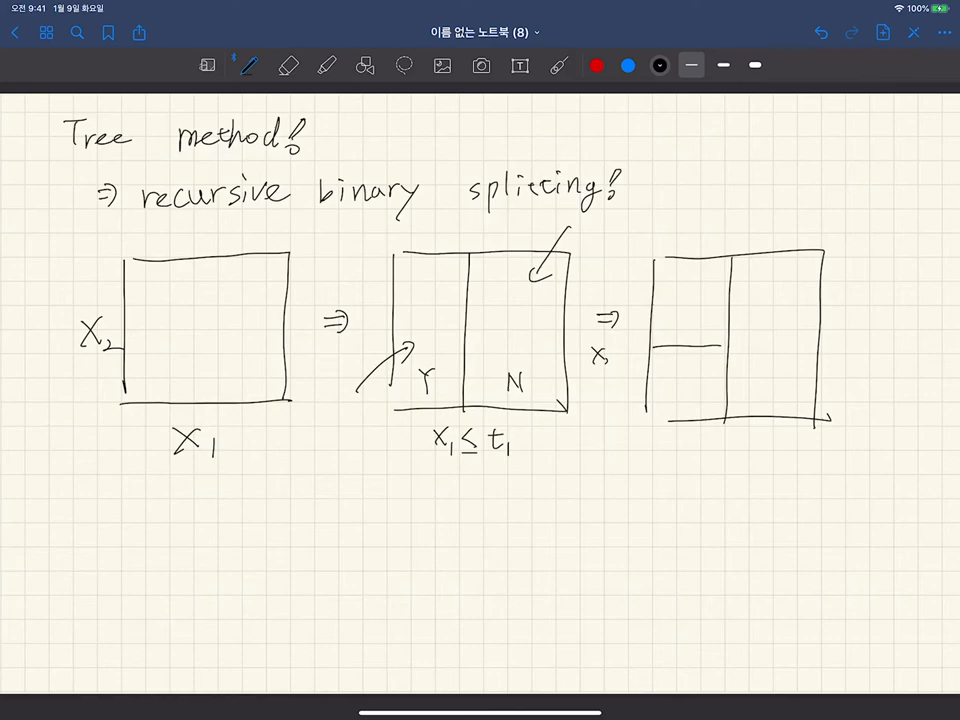 오전 9:41 1월 9일 화요일
100%
이름 없는 노트북 (8)
Tree method!
⇒ recursive binary splitting!
X2
⇒
⇒
X
Y N
X1
x1 ≤ t1